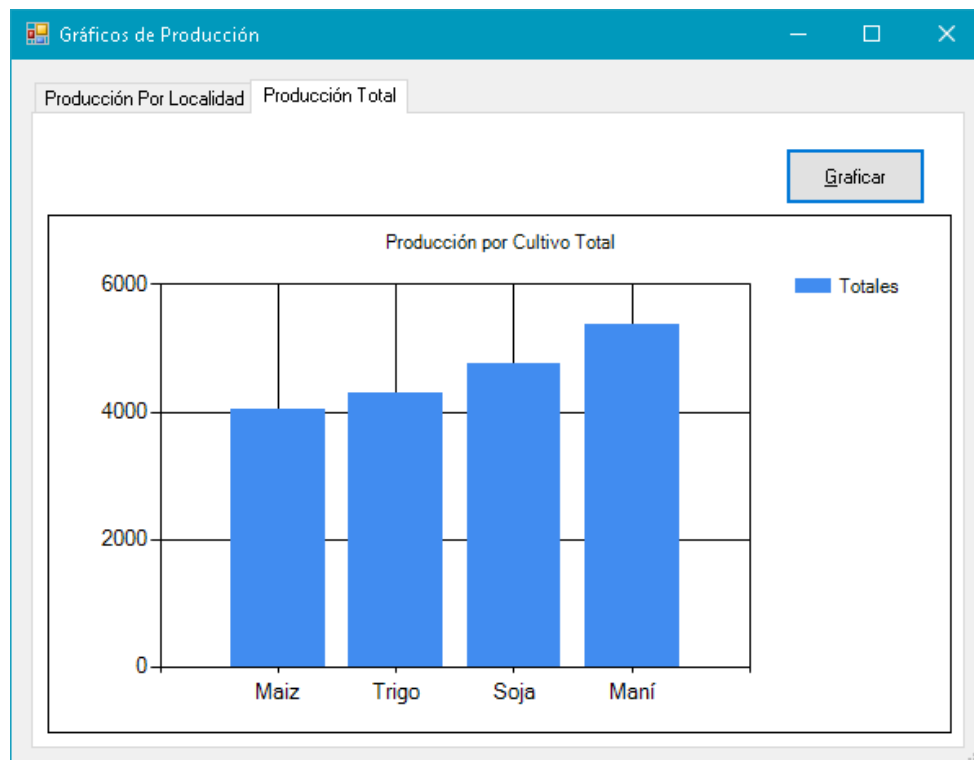 Gráficos de Producción
Producción Por Localidad Producción Total
Graficar
Producción por Cultivo Total
6000
Totales
4000
2000
0
Maiz Trigo Soja Maní